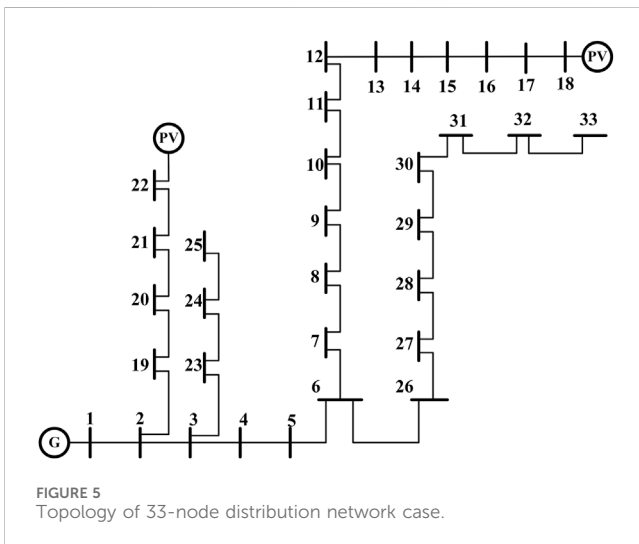 12
PV
13 14 15 16 17 18
11
31 32 33
PV
10
30
22
9
29
21
25
8
28
20
24
7
27
19
23
6
26
1 2 3 4 5
G
FIGURE 5
Topology of 33-node distribution network case.